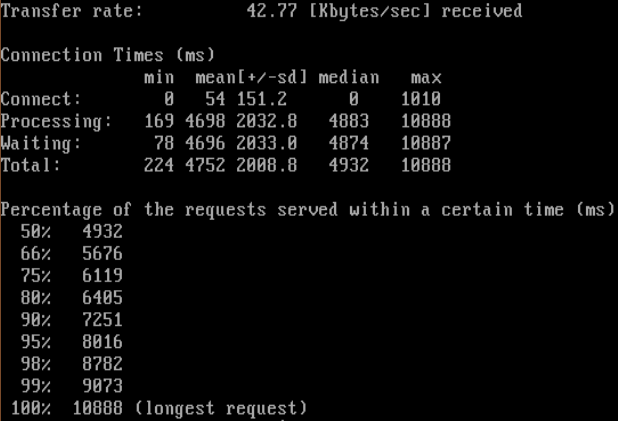 Transfer rate:          42.77 [Kbytes/sec] received
Connection Times (ms)
              min  mean[+/-sd] median   max
Connect:        0   54 151.2      0    1010
Processing:   169 4698 2032.8   4883   10888
Waiting:       78 4696 2033.0   4874   10887
Total:        224 4752 2008.8   4932   10888
Percentage of the requests served within a certain time (ms)
  50%   4932
  66%   5676
  75%   6119
  80%   6405
  90%   7251
  95%   8016
  98%   8782
  99%   9073
 100%  10888 (longest request)